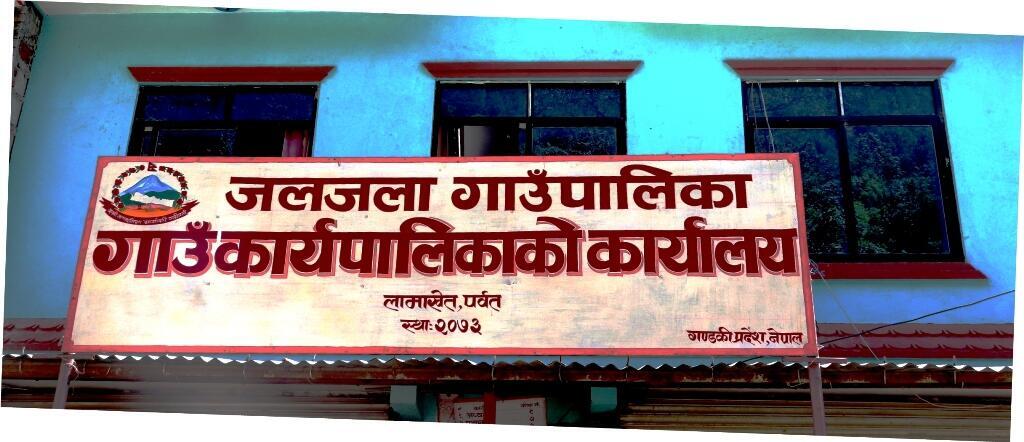 जलजला गाउँपालिका
गाउँ कार्यपालिकाको कार्यालय
लामाखेत, पर्वत
स्था: २०७३
गण्डकी प्रदेश, नेपाल